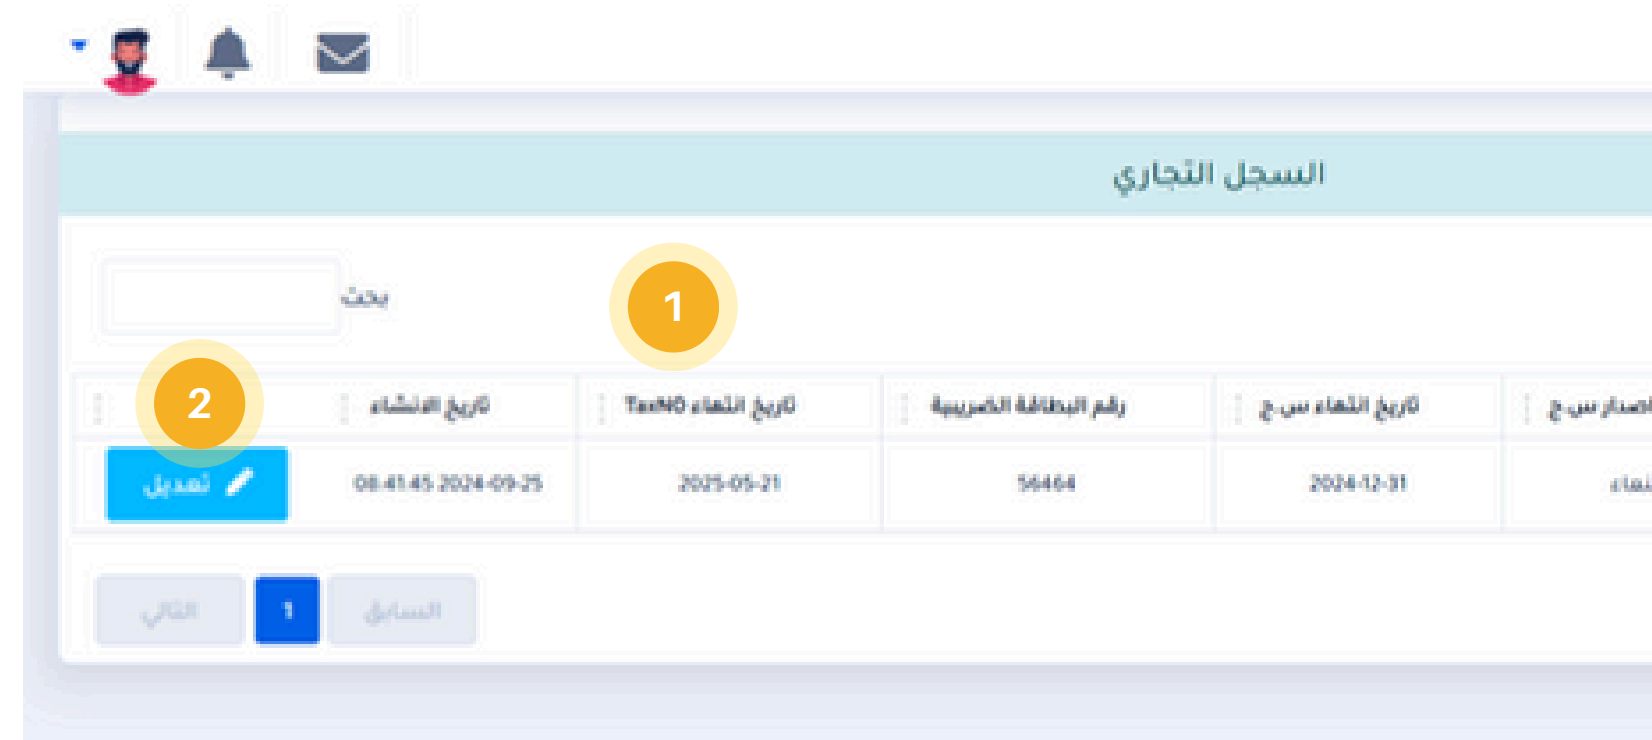 السجل التجاري
بحث
1
2
اصدار س.ج تاريخ انتهاء س.ج رقم البطاقة الضريبية تاريخ انتهاء TaxNO تاريخ الانشاء
2024-12-31 56464 2025-05-21 08:41:45 2024-09-25 تعديل
السابق 1 التالي